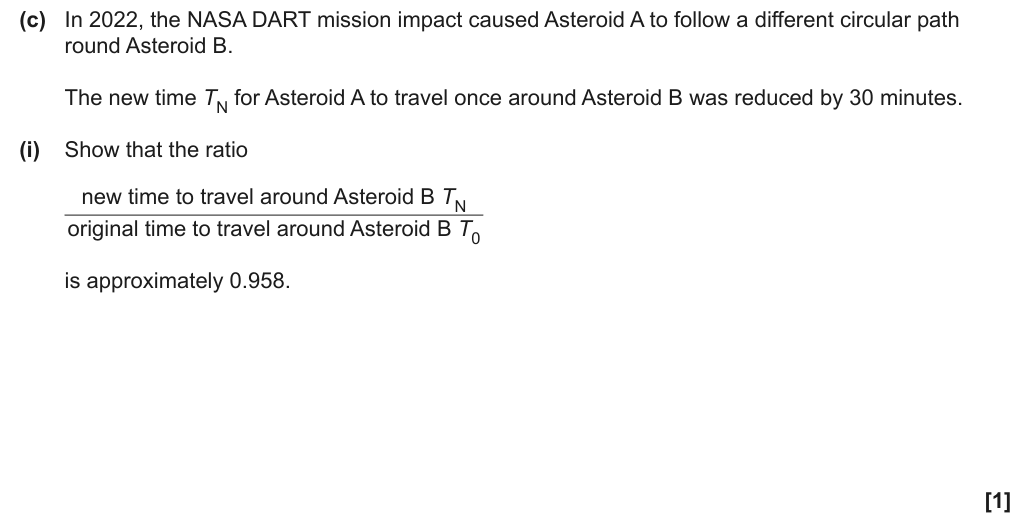 (c) In 2022, the NASA DART mission impact caused Asteroid A to follow a different circular path
round Asteroid B.
The new time T_N for Asteroid A to travel once around Asteroid B was reduced by 30 minutes.
(i) Show that the ratio
new time to travel around Asteroid B T_N
original time to travel around Asteroid B T_0
is approximately 0.958.
[1]